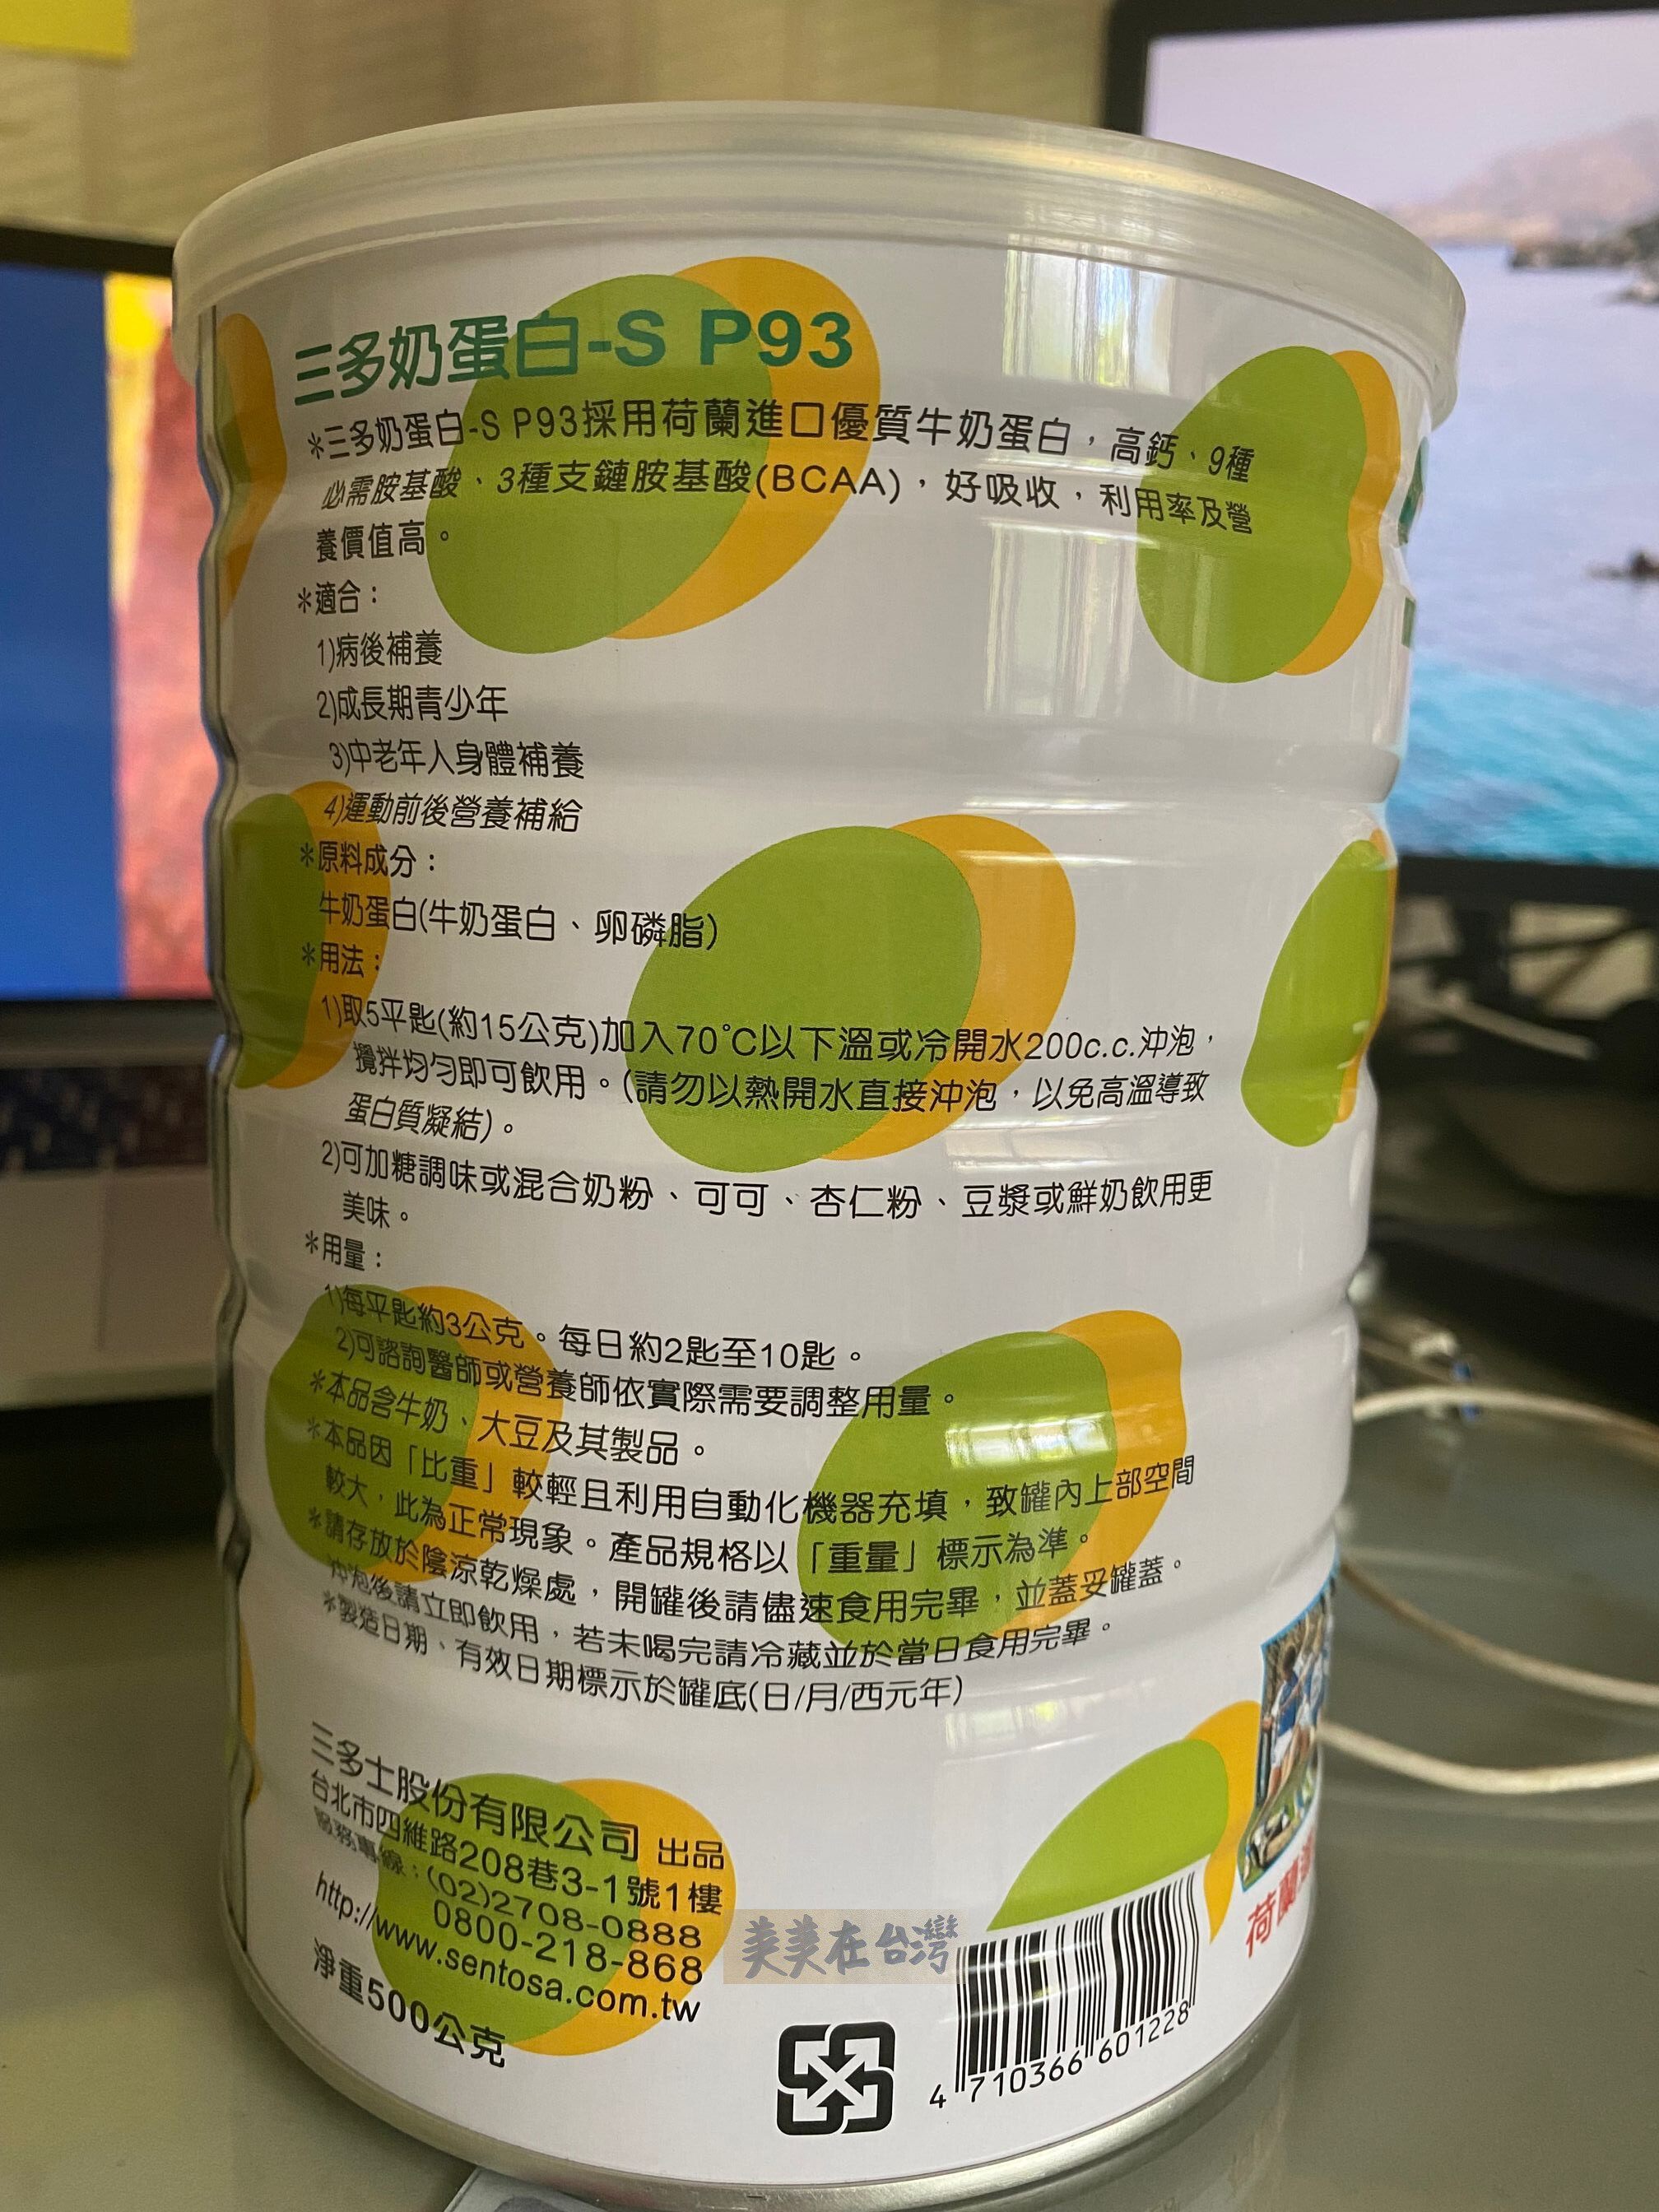 三多奶蛋白-S P93
*三多奶蛋白-S P93採用荷蘭進口優質牛奶蛋白，高鈣、9種
必需胺基酸、3種支鏈胺基酸(BCAA)，好吸收，利用率及營
養價值高。
*適合：
1)病後補養
2)成長期青少年
3)中老年人身體補養
4)運動前後營養補給
*原料成分：
牛奶蛋白(牛奶蛋白、卵磷脂)
*用法：
1)取5平匙(約15公克)加入70°C以下溫或冷開水200c.c.沖泡，
攪拌均勻即可飲用。(請勿以熱開水直接沖泡，以免高溫導致
蛋白質凝結)。
2)可加糖調味或混合奶粉、可可、杏仁粉、豆漿或鮮奶飲用更
美味。
*用量：
1)每平匙約3公克。每日約2匙至10匙。
2)可諮詢醫師或營養師依實際需要調整用量。
*本品含牛奶、大豆及其製品。
*本品因「比重」較輕且利用自動化機器充填，致罐內上部空間
較大，此為正常現象。產品規格以「重量」標示為準。
*請存放於陰涼乾燥處，開罐後請儘速食用完畢，並蓋妥罐蓋。
沖泡後請立即飲用，若未喝完請冷藏並於當日食用完畢。
*製造日期、有效日期標示於罐底(日/月/西元年)
三多士股份有限公司 出品
台北市四維路208巷3-1號1樓
服務專線：(02)2708-0888
0800-218-868
http://www.sentosa.com.tw
淨重500公克
美美在台灣
4 710366 601228
荷蘭